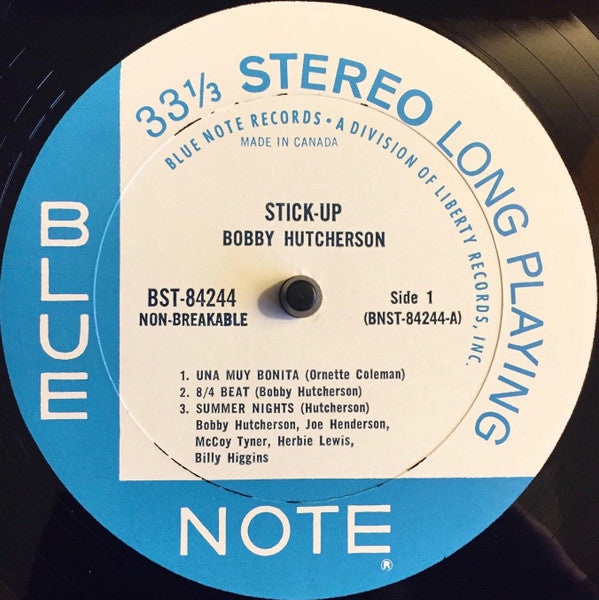 33⅓ STEREO LONG PLAYING
BLUE NOTE RECORDS • A DIVISION OF LIBERTY RECORDS, INC.
MADE IN CANADA
STICK-UP
BOBBY HUTCHERSON
BST-84244
NON-BREAKABLE
Side 1
(BNST-84244-A)
1. UNA MUY BONITA (Ornette Coleman)
2. 8/4 BEAT (Bobby Hutcherson)
3. SUMMER NIGHTS (Hutcherson)
Bobby Hutcherson, Joe Henderson,
McCoy Tyner, Herbie Lewis,
Billy Higgins
BLUE
NOTE®